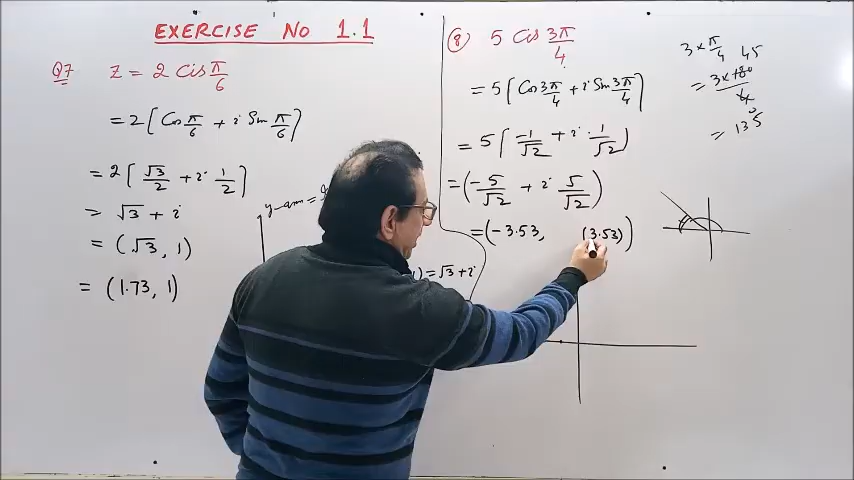 EXERCISE No 1.1
Q7 Z = 2 Cis π/6
= 2 [Cos π/6 + i Sin π/6]
= 2 [√3/2 + i 1/2]
= √3 + i
= (√3, 1)
= (1.73, 1)
y-axis =
) = √3 + i
⑧ 5 Cis 3π/4
= 5 [Cos 3π/4 + i Sin 3π/4]
= 5 [-1/√2 + i · 1/√2]
= (-5/√2 + i 5/√2)
= (-3.53, (3.53))
3 × π/4 45
= 3 × 180/4
= 135°